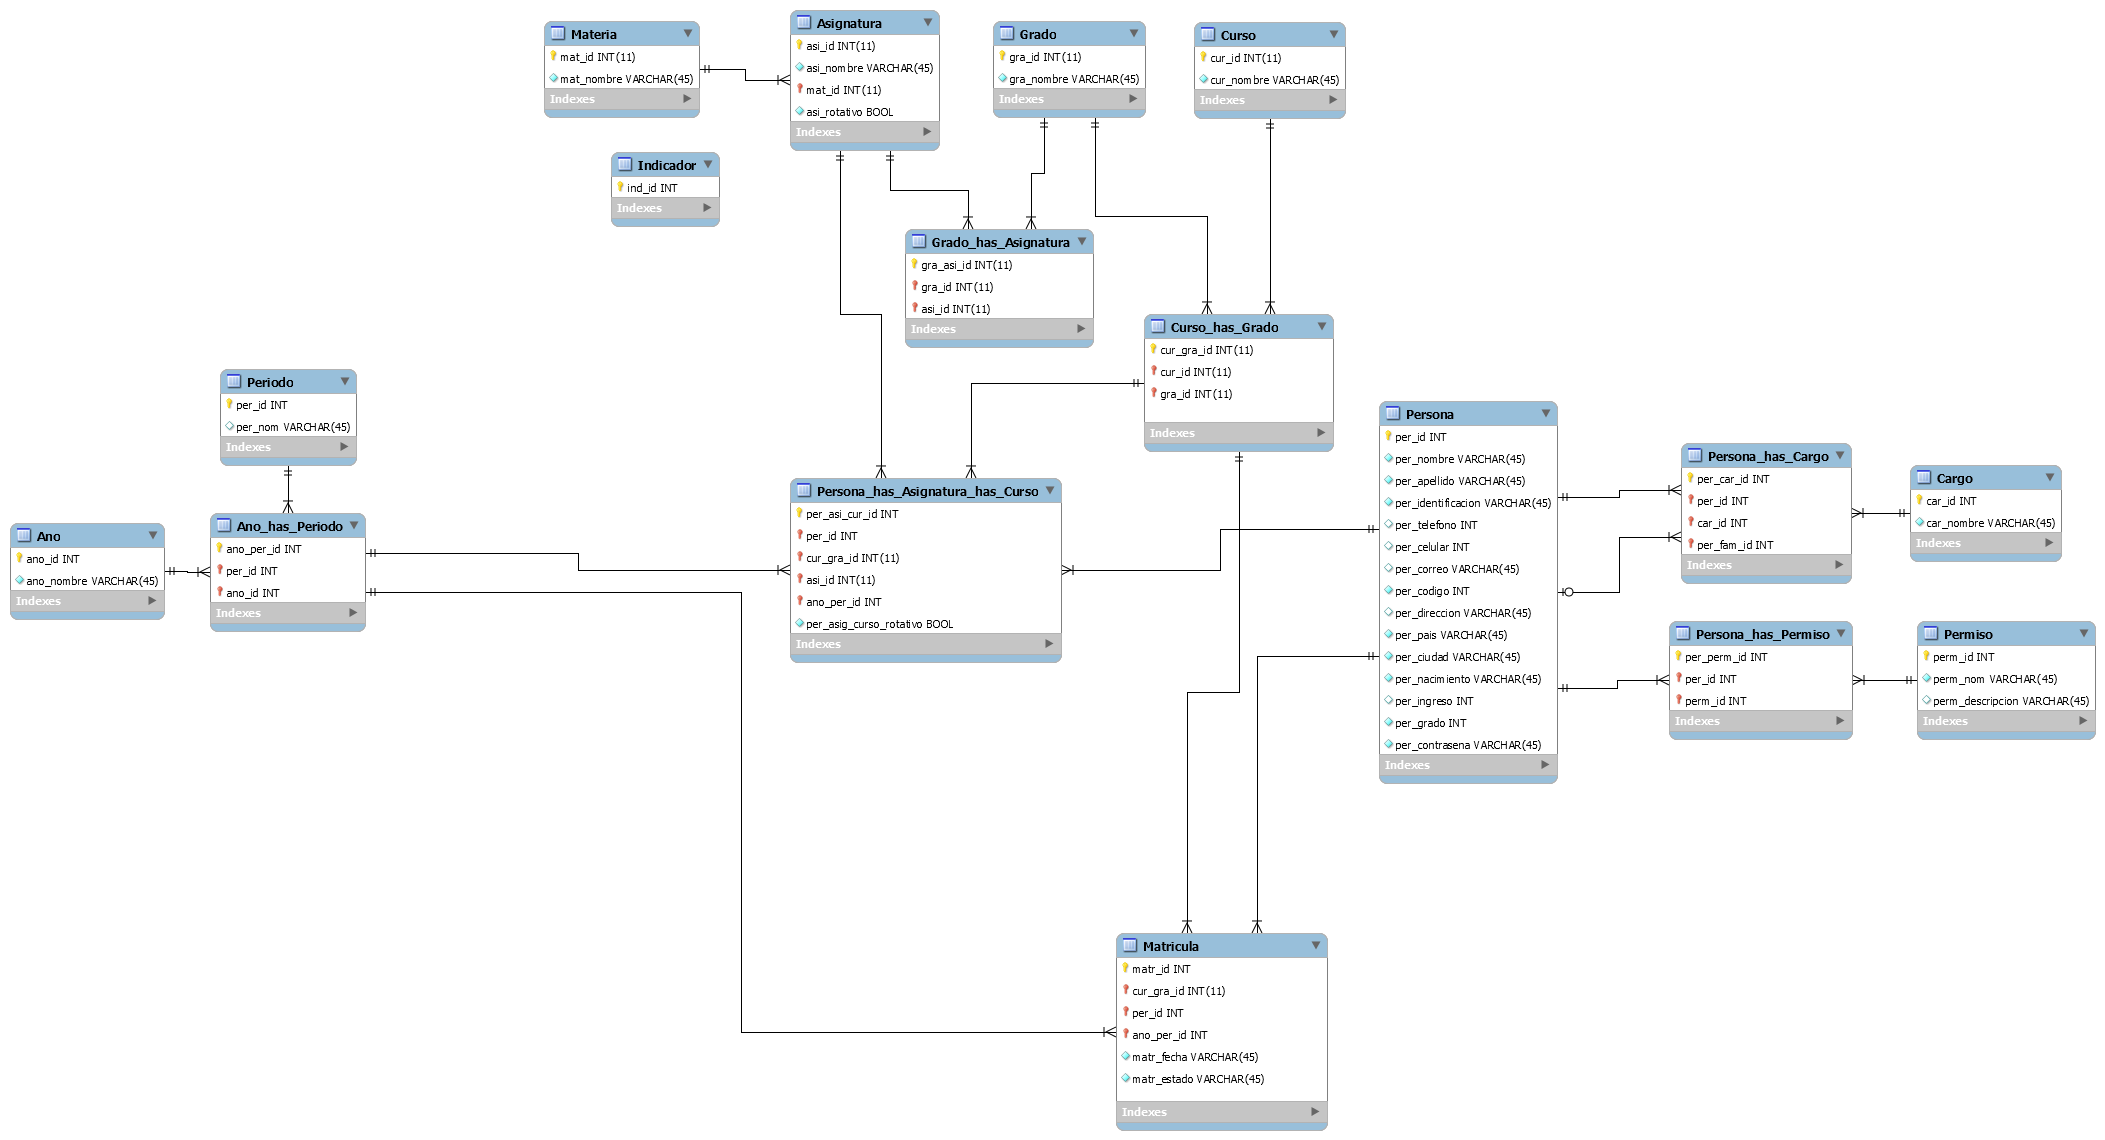 Materia
mat_id INT(11)
mat_nombre VARCHAR(45)
Indexes
Asignatura
asi_id INT(11)
asi_nombre VARCHAR(45)
mat_id INT(11)
asi_rotativo BOOL
Indexes
Grado
gra_id INT(11)
gra_nombre VARCHAR(45)
Indexes
Curso
cur_id INT(11)
cur_nombre VARCHAR(45)
Indexes
Indicador
ind_id INT
Indexes
Grado_has_Asignatura
gra_asi_id INT(11)
gra_id INT(11)
asi_id INT(11)
Indexes
Curso_has_Grado
cur_gra_id INT(11)
cur_id INT(11)
gra_id INT(11)
Indexes
Periodo
per_id INT
per_nom VARCHAR(45)
Indexes
Ano
ano_id INT
ano_nombre VARCHAR(45)
Indexes
Ano_has_Periodo
ano_per_id INT
per_id INT
ano_id INT
Indexes
Persona_has_Asignatura_has_Curso
per_asi_cur_id INT
per_id INT
cur_gra_id INT(11)
asi_id INT(11)
ano_per_id INT
per_asig_curso_rotativo BOOL
Indexes
Persona
per_id INT
per_nombre VARCHAR(45)
per_apellido VARCHAR(45)
per_identificacion VARCHAR(45)
per_telefono INT
per_celular INT
per_correo VARCHAR(45)
per_codigo INT
per_direccion VARCHAR(45)
per_pais VARCHAR(45)
per_ciudad VARCHAR(45)
per_nacimiento VARCHAR(45)
per_ingreso INT
per_grado INT
per_contrasena VARCHAR(45)
Indexes
Persona_has_Cargo
per_car_id INT
per_id INT
car_id INT
per_fam_id INT
Indexes
Cargo
car_id INT
car_nombre VARCHAR(45)
Indexes
Persona_has_Permiso
per_perm_id INT
per_id INT
perm_id INT
Indexes
Permiso
perm_id INT
perm_nom VARCHAR(45)
perm_descripcion VARCHAR(45)
Indexes
Matricula
matr_id INT
cur_gra_id INT(11)
per_id INT
ano_per_id INT
matr_fecha VARCHAR(45)
matr_estado VARCHAR(45)
Indexes